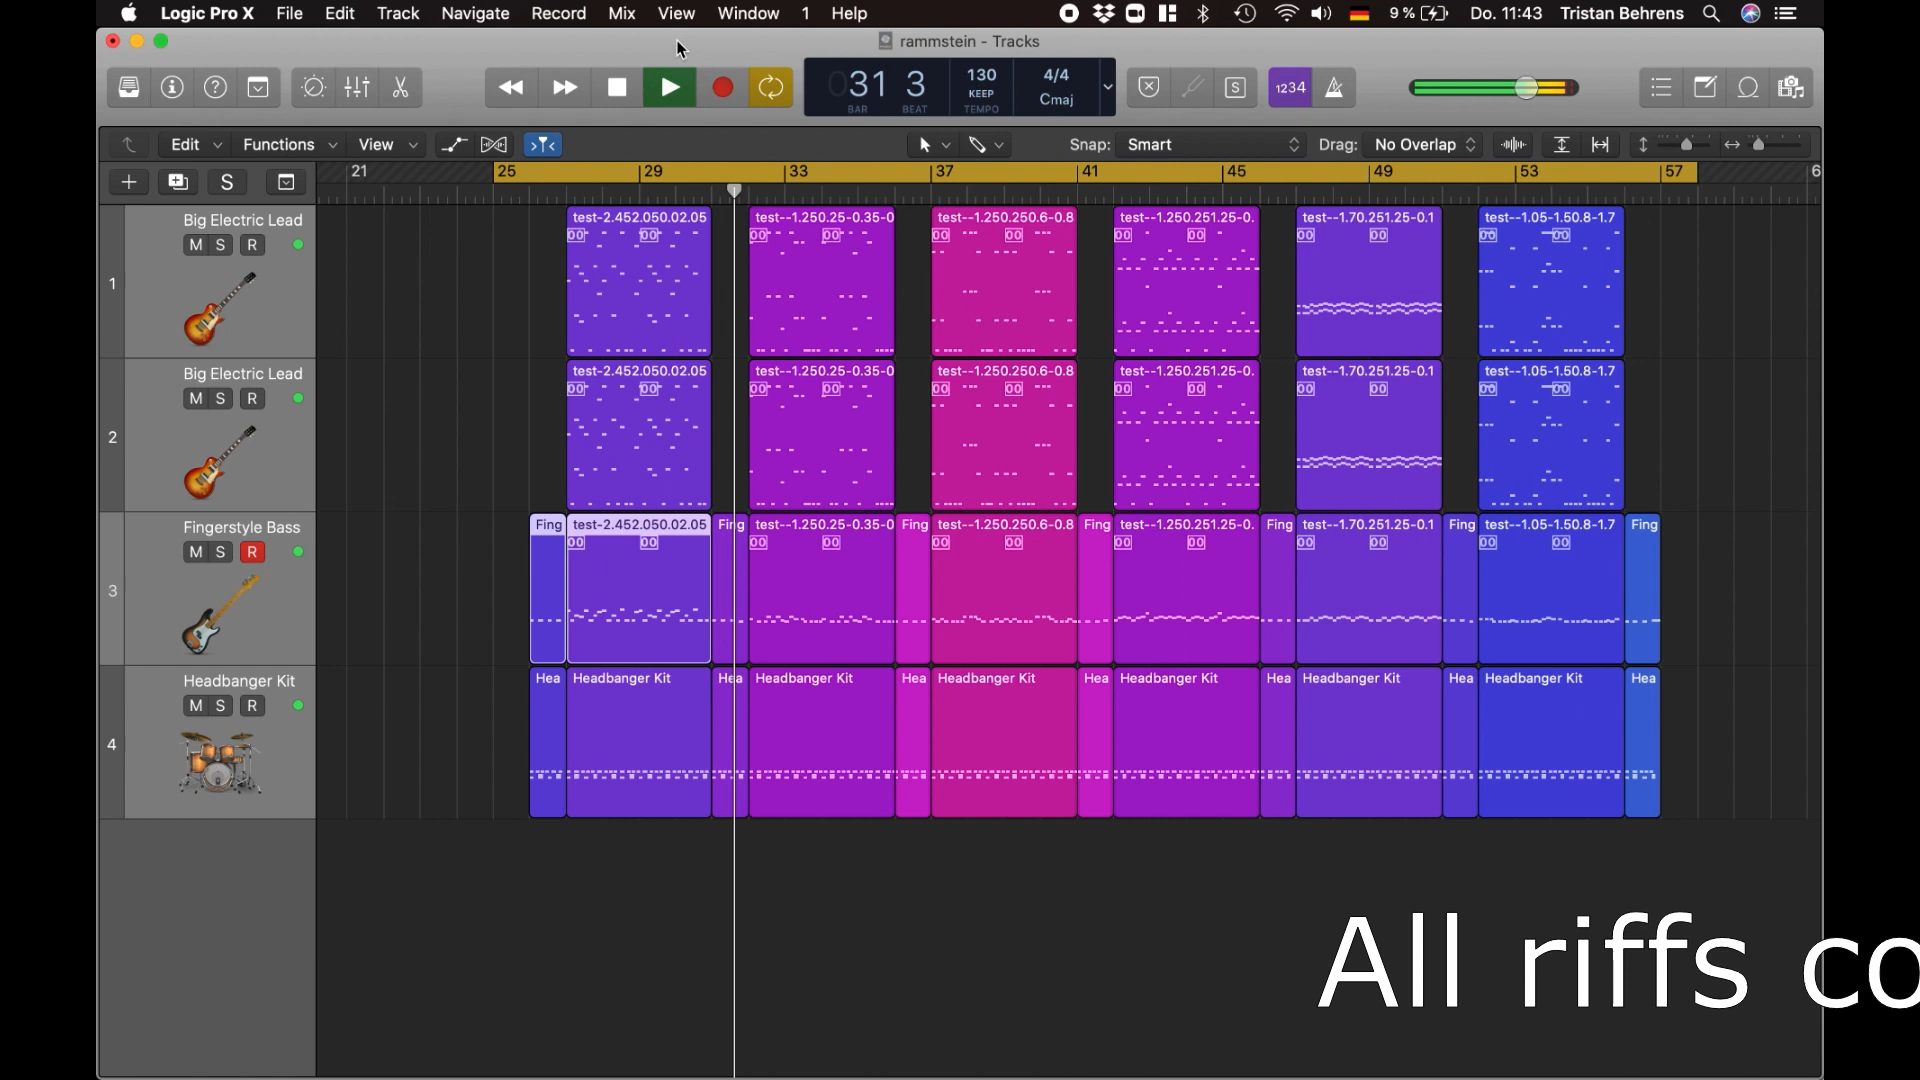 Logic Pro X File Edit Track Navigate Record Mix View Window 1 Help 9 % Do. 11:43 Tristan Behrens
rammstein - Tracks
031 3 130 4/4
KEEP Cmaj
BAR BEAT TEMPO
S 1234
Edit Functions View Snap: Smart Drag: No Overlap
S 21 25 29 33 37 41 45 49 53 57 6
Big Electric Lead test-2.452.050.02.05 test--1.250.25-0.35-0 test--1.250.250.6-0.8 test--1.250.251.25-0. test--1.70.251.25-0.1 test--1.05-1.50.8-1.7
M S R
1
Big Electric Lead test-2.452.050.02.05 test--1.250.25-0.35-0 test--1.250.250.6-0.8 test--1.250.251.25-0. test--1.70.251.25-0.1 test--1.05-1.50.8-1.7
M S R
2
Fingerstyle Bass Fing test-2.452.050.02.05 Fing test--1.250.25-0.35-0 Fing test--1.250.250.6-0.8 Fing test--1.250.251.25-0. Fing test--1.70.251.25-0.1 Fing test--1.05-1.50.8-1.7 Fing
M S R
3
Headbanger Kit Hea Headbanger Kit Hea Headbanger Kit Hea Headbanger Kit Hea Headbanger Kit Hea Headbanger Kit Hea Headbanger Kit Hea
M S R
4
All riffs co